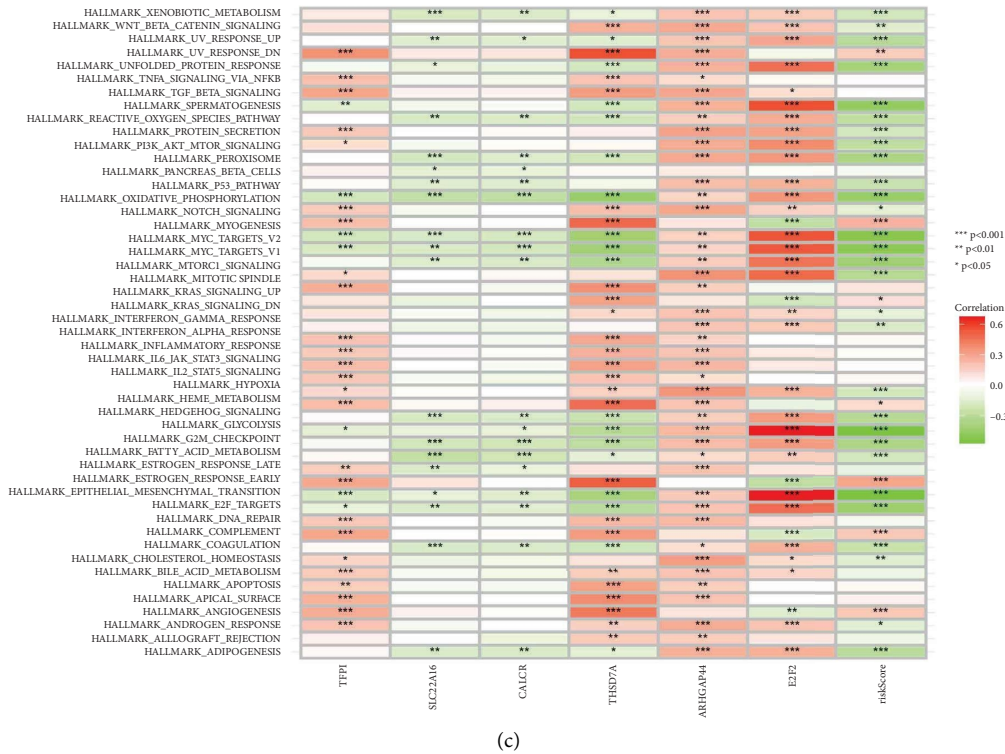 HALLMARK_XENOBIOTIC_METABOLISM *** ** * *** *** ***
HALLMARK_WNT_BETA_CATENIN_SIGNALING *** *** *** **
HALLMARK_UV_RESPONSE_UP ** * * *** *** ***
HALLMARK_UV_RESPONSE_DN *** *** *** **
HALLMARK_UNFOLDED_PROTEIN_RESPONSE * *** *** *** ***
HALLMARK_TNFA_SIGNALING_VIA_NFKB *** *** *
HALLMARK_TGF_BETA_SIGNALING *** *** *** *
HALLMARK_SPERMATOGENESIS ** *** *** *** ***
HALLMARK_REACTIVE_OXYGEN_SPECIES_PATHWAY ** ** *** ** *** ***
HALLMARK_PROTEIN_SECRETION *** *** *** ***
HALLMARK_PI3K_AKT_MTOR_SIGNALING * *** *** ***
HALLMARK_PEROXISOME *** ** *** *** *** ***
HALLMARK_PANCREAS_BETA_CELLS * *
HALLMARK_P53_PATHWAY ** ** *** *** ***
HALLMARK_OXIDATIVE_PHOSPHORYLATION *** *** *** *** ** *** ***
HALLMARK_NOTCH_SIGNALING *** *** *** ** *
HALLMARK_MYOGENESIS *** *** *** ***
HALLMARK_MYC_TARGETS_V2 *** *** *** *** ** *** ***
HALLMARK_MYC_TARGETS_V1 *** ** *** *** ** *** ***
HALLMARK_MTORC1_SIGNALING ** ** *** ** *** ***
HALLMARK_MITOTIC SPINDLE * *** *** ***
HALLMARK_KRAS_SIGNALING_UP *** *** **
HALLMARK_KRAS_SIGNALING_DN *** *** *
HALLMARK_INTERFERON_GAMMA_RESPONSE * *** ** *
HALLMARK_INTERFERON_ALPHA_RESPONSE *** *** **
HALLMARK_INFLAMMATORY_RESPONSE *** *** **
HALLMARK_IL6_JAK_STAT3_SIGNALING *** *** ***
HALLMARK_IL2_STAT5_SIGNALING *** *** ***
HALLMARK_HYPOXIA *** *** *
HALLMARK_HEME_METABOLISM * ** *** *** ***
HALLMARK_HEDGEHOG_SIGNALING *** *** *** *
HALLMARK_GLYCOLYSIS *** ** *** ** *** ***
HALLMARK_G2M_CHECKPOINT * * *** *** *** ***
HALLMARK_FATTY_ACID_METABOLISM *** *** *** *** *** ***
HALLMARK_ESTROGEN_RESPONSE_LATE *** *** * * ** ***
HALLMARK_ESTROGEN_RESPONSE_EARLY ** ** * ***
HALLMARK_EPITHELIAL_MESENCHYMAL_TRANSITION *** *** *** ***
HALLMARK_E2F_TARGETS *** * ** *** *** *** ***
HALLMARK_DNA_REPAIR * ** ** *** *** *** ***
HALLMARK_COMPLEMENT *** *** ***
HALLMARK_COAGULATION *** *** *** ***
HALLMARK_CHOLESTEROL_HOMEOSTASIS *** ** *** * *** ***
HALLMARK_BILE_ACID_METABOLISM * *** * **
HALLMARK_APOPTOSIS *** ** *** *
HALLMARK_APICAL_SURFACE ** *** **
HALLMARK_ANGIOGENESIS *** *** ***
HALLMARK_ANDROGEN_RESPONSE *** *** ** ***
HALLMARK_ALLLOGRAFT_REJECTION *** ** *** *** *
HALLMARK_ADIPOGENESIS ** ** * *** *** ***
*** p<0.001
** p<0.01
* p<0.05
Correlation
0.6
0.3
0.0
TFPI
SLC22A16
CALCR
THSD7A
ARHGAP44
E2F2
riskScore
(c)